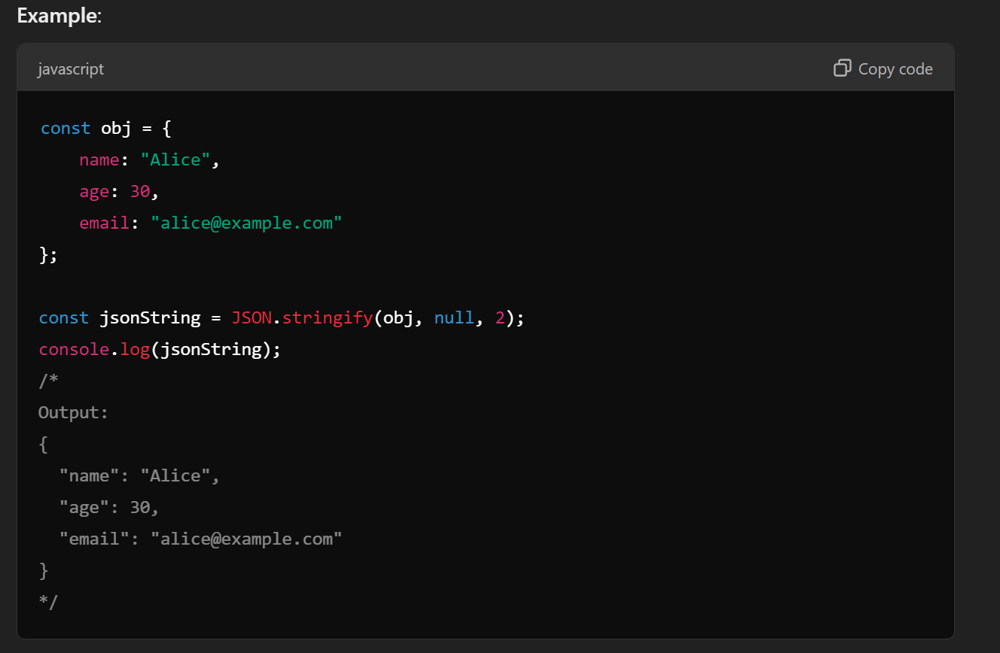 Example:
javascript
Copy code
const obj = {
    name: "Alice",
    age: 30,
    email: "alice@example.com"
};

const jsonString = JSON.stringify(obj, null, 2);
console.log(jsonString);
/*
Output:
{
  "name": "Alice",
  "age": 30,
  "email": "alice@example.com"
}
*/